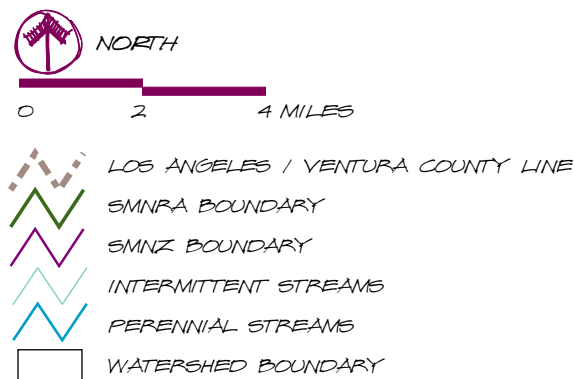 NORTH
0 2 4 MILES
LOS ANGELES / VENTURA COUNTY LINE
SMNRA BOUNDARY
SMNZ BOUNDARY
INTERMITTENT STREAMS
PERENNIAL STREAMS
WATERSHED BOUNDARY